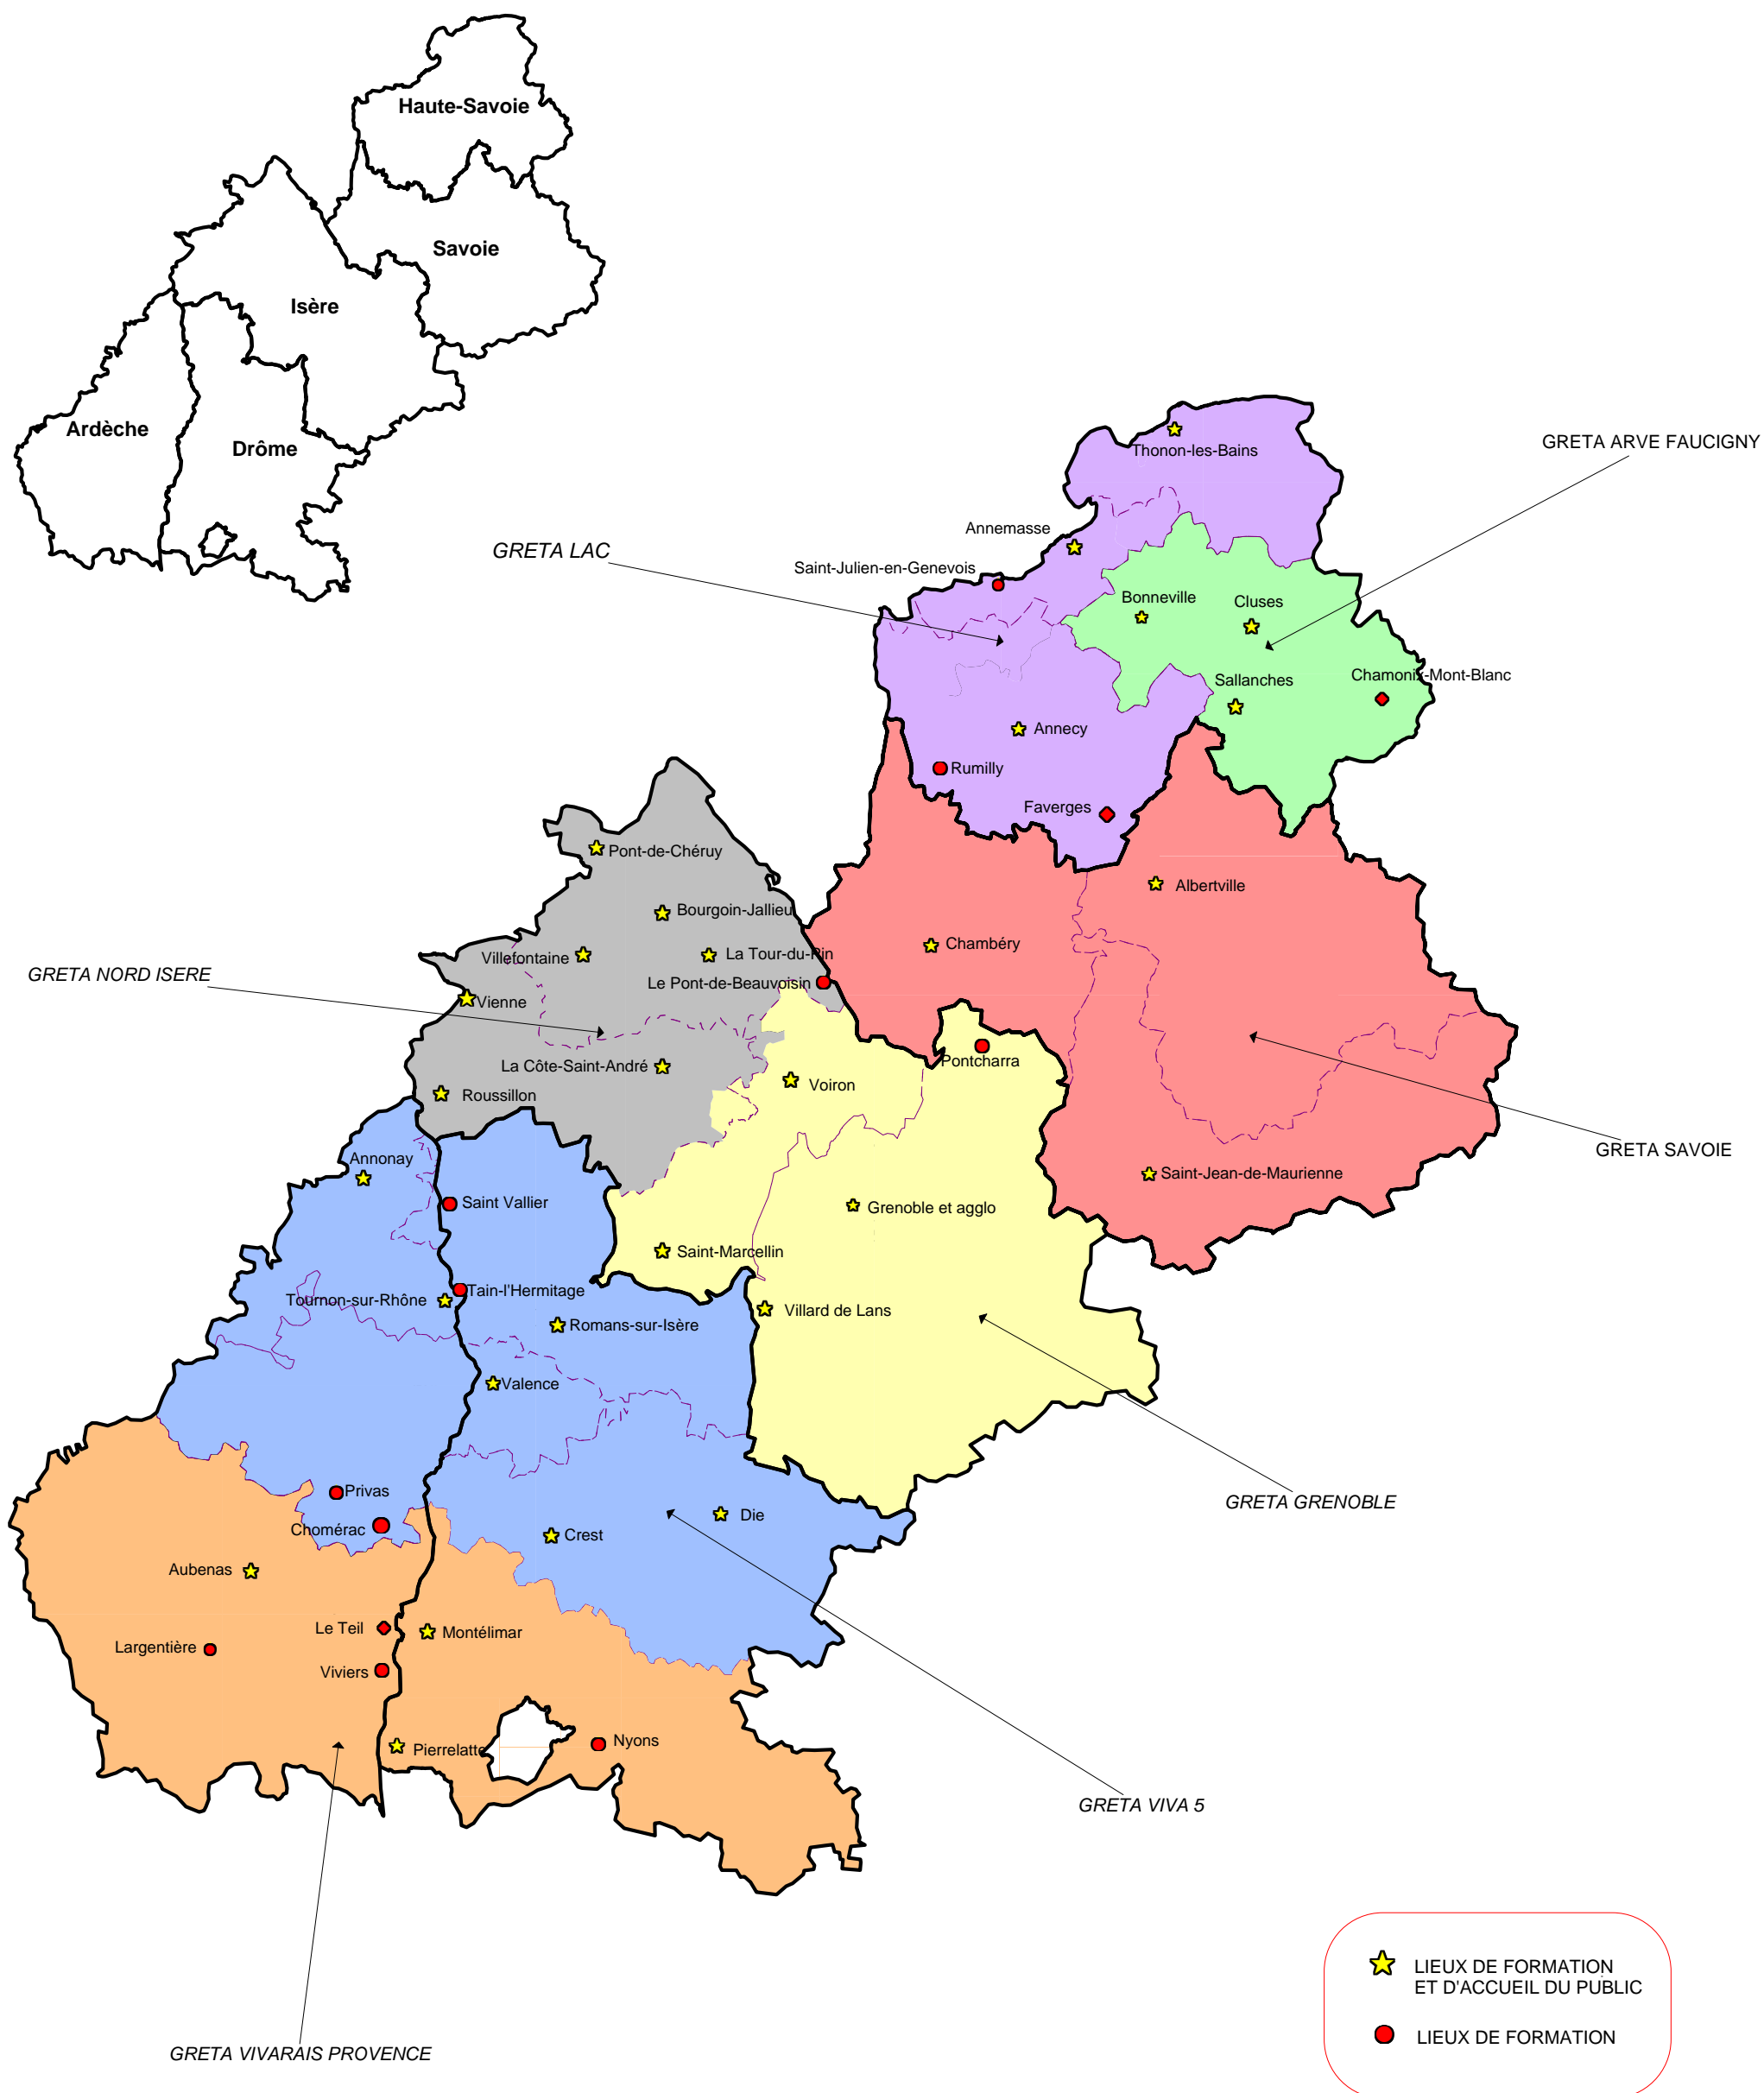 Haute-Savoie
Savoie
Isère
Ardèche
Drôme
GRETA ARVE FAUCIGNY
Thonon-les-Bains
Annemasse
GRETA LAC
Saint-Julien-en-Genevois
Bonneville
Cluses
Sallanches
Chamonix-Mont-Blanc
Annecy
Rumilly
Faverges
Pont-de-Chéruy
Albertville
Bourgoin-Jallieu
Chambéry
Villefontaine
La Tour-du-Pin
GRETA NORD ISERE
Le Pont-de-Beauvoisin
Vienne
Pontcharra
La Côte-Saint-André
Voiron
Roussillon
GRETA SAVOIE
Annonay
Saint-Jean-de-Maurienne
Saint Vallier
Grenoble et agglo
Saint-Marcellin
Tain-l'Hermitage
Tournon-sur-Rhône
Villard de Lans
Romans-sur-Isère
Valence
Privas
GRETA GRENOBLE
Chomérac
Die
Crest
Aubenas
Le Teil
Montélimar
Largentière
Viviers
Nyons
Pierrelatte
GRETA VIVA 5
LIEUX DE FORMATION
ET D'ACCUEIL DU PUBLIC
LIEUX DE FORMATION
GRETA VIVARAIS PROVENCE